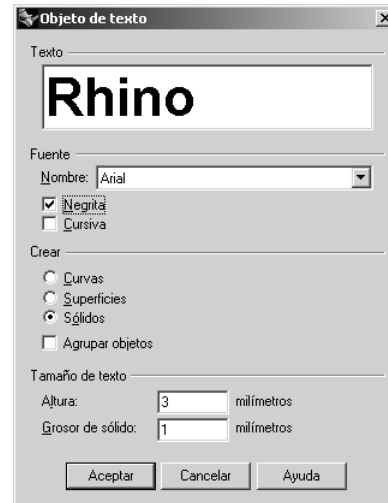 Objeto de texto
Texto
Rhino
Fuente
Nombre: Arial
Negrita
Cursiva
Crear
Curvas
Superficies
Sólidos
Agrupar objetos
Tamaño de texto
Altura: 3 milímetros
Grosor de sólido: 1 milímetros
Aceptar Cancelar Ayuda